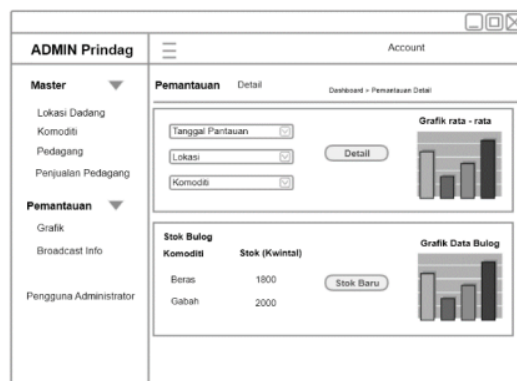 ADMIN Prindag
Account
Master
Lokasi Dadang
Komoditi
Pedagang
Penjualan Pedagang
Pemantauan
Grafik
Broadcast Info
Pengguna Administrator
Pemantauan Detail
Dashboard > Pemantauan Detail
Tanggal Pantauan
Lokasi
Komoditi
Detail
Grafik rata - rata
Stok Bulog
Komoditi Stok (Kwintal)
Beras 1800
Gabah 2000
Stok Baru
Grafik Data Bulog